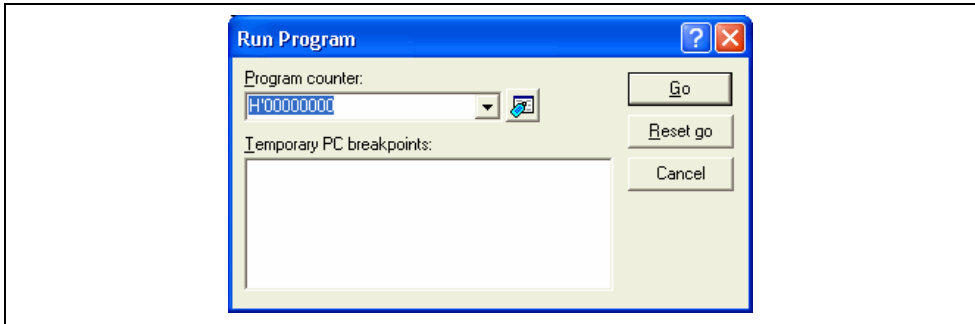 Run Program
Program counter:
H'00000000
Go
Reset go
Temporary PC breakpoints:
Cancel